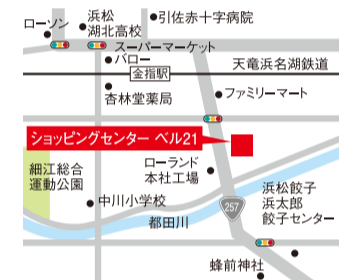 引佐赤十字病院
ローソン
浜松
湖北高校
スーパーマーケット
バロー
天竜浜名湖鉄道
金指駅
杏林堂薬局
ファミリーマート
ショッピングセンター ベル21
細江総合
運動公園
ローランド
本社工場
中川小学校
都田川
257
浜松餃子
浜太郎
餃子センター
蜂前神社